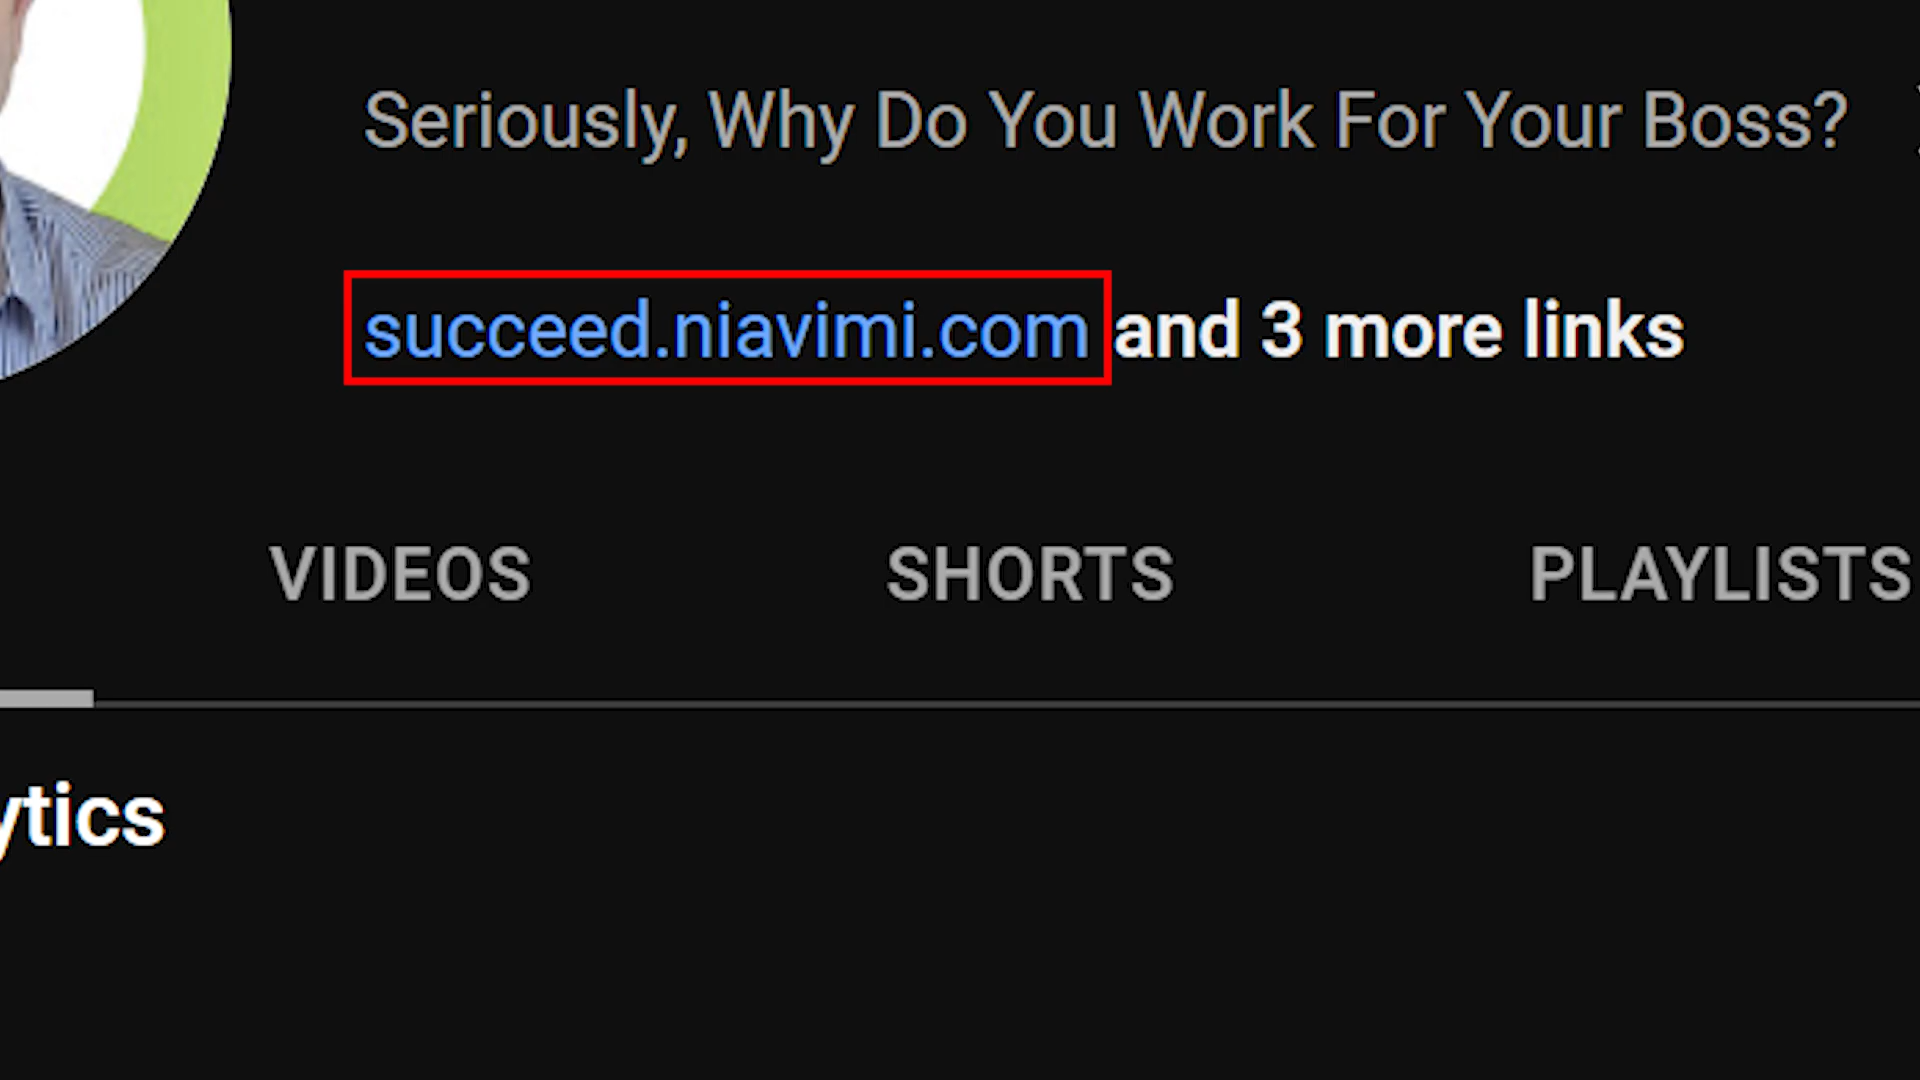 Seriously, Why Do You Work For Your Boss?
succeed.niavimi.com and 3 more links
VIDEOS SHORTS PLAYLISTS
ytics